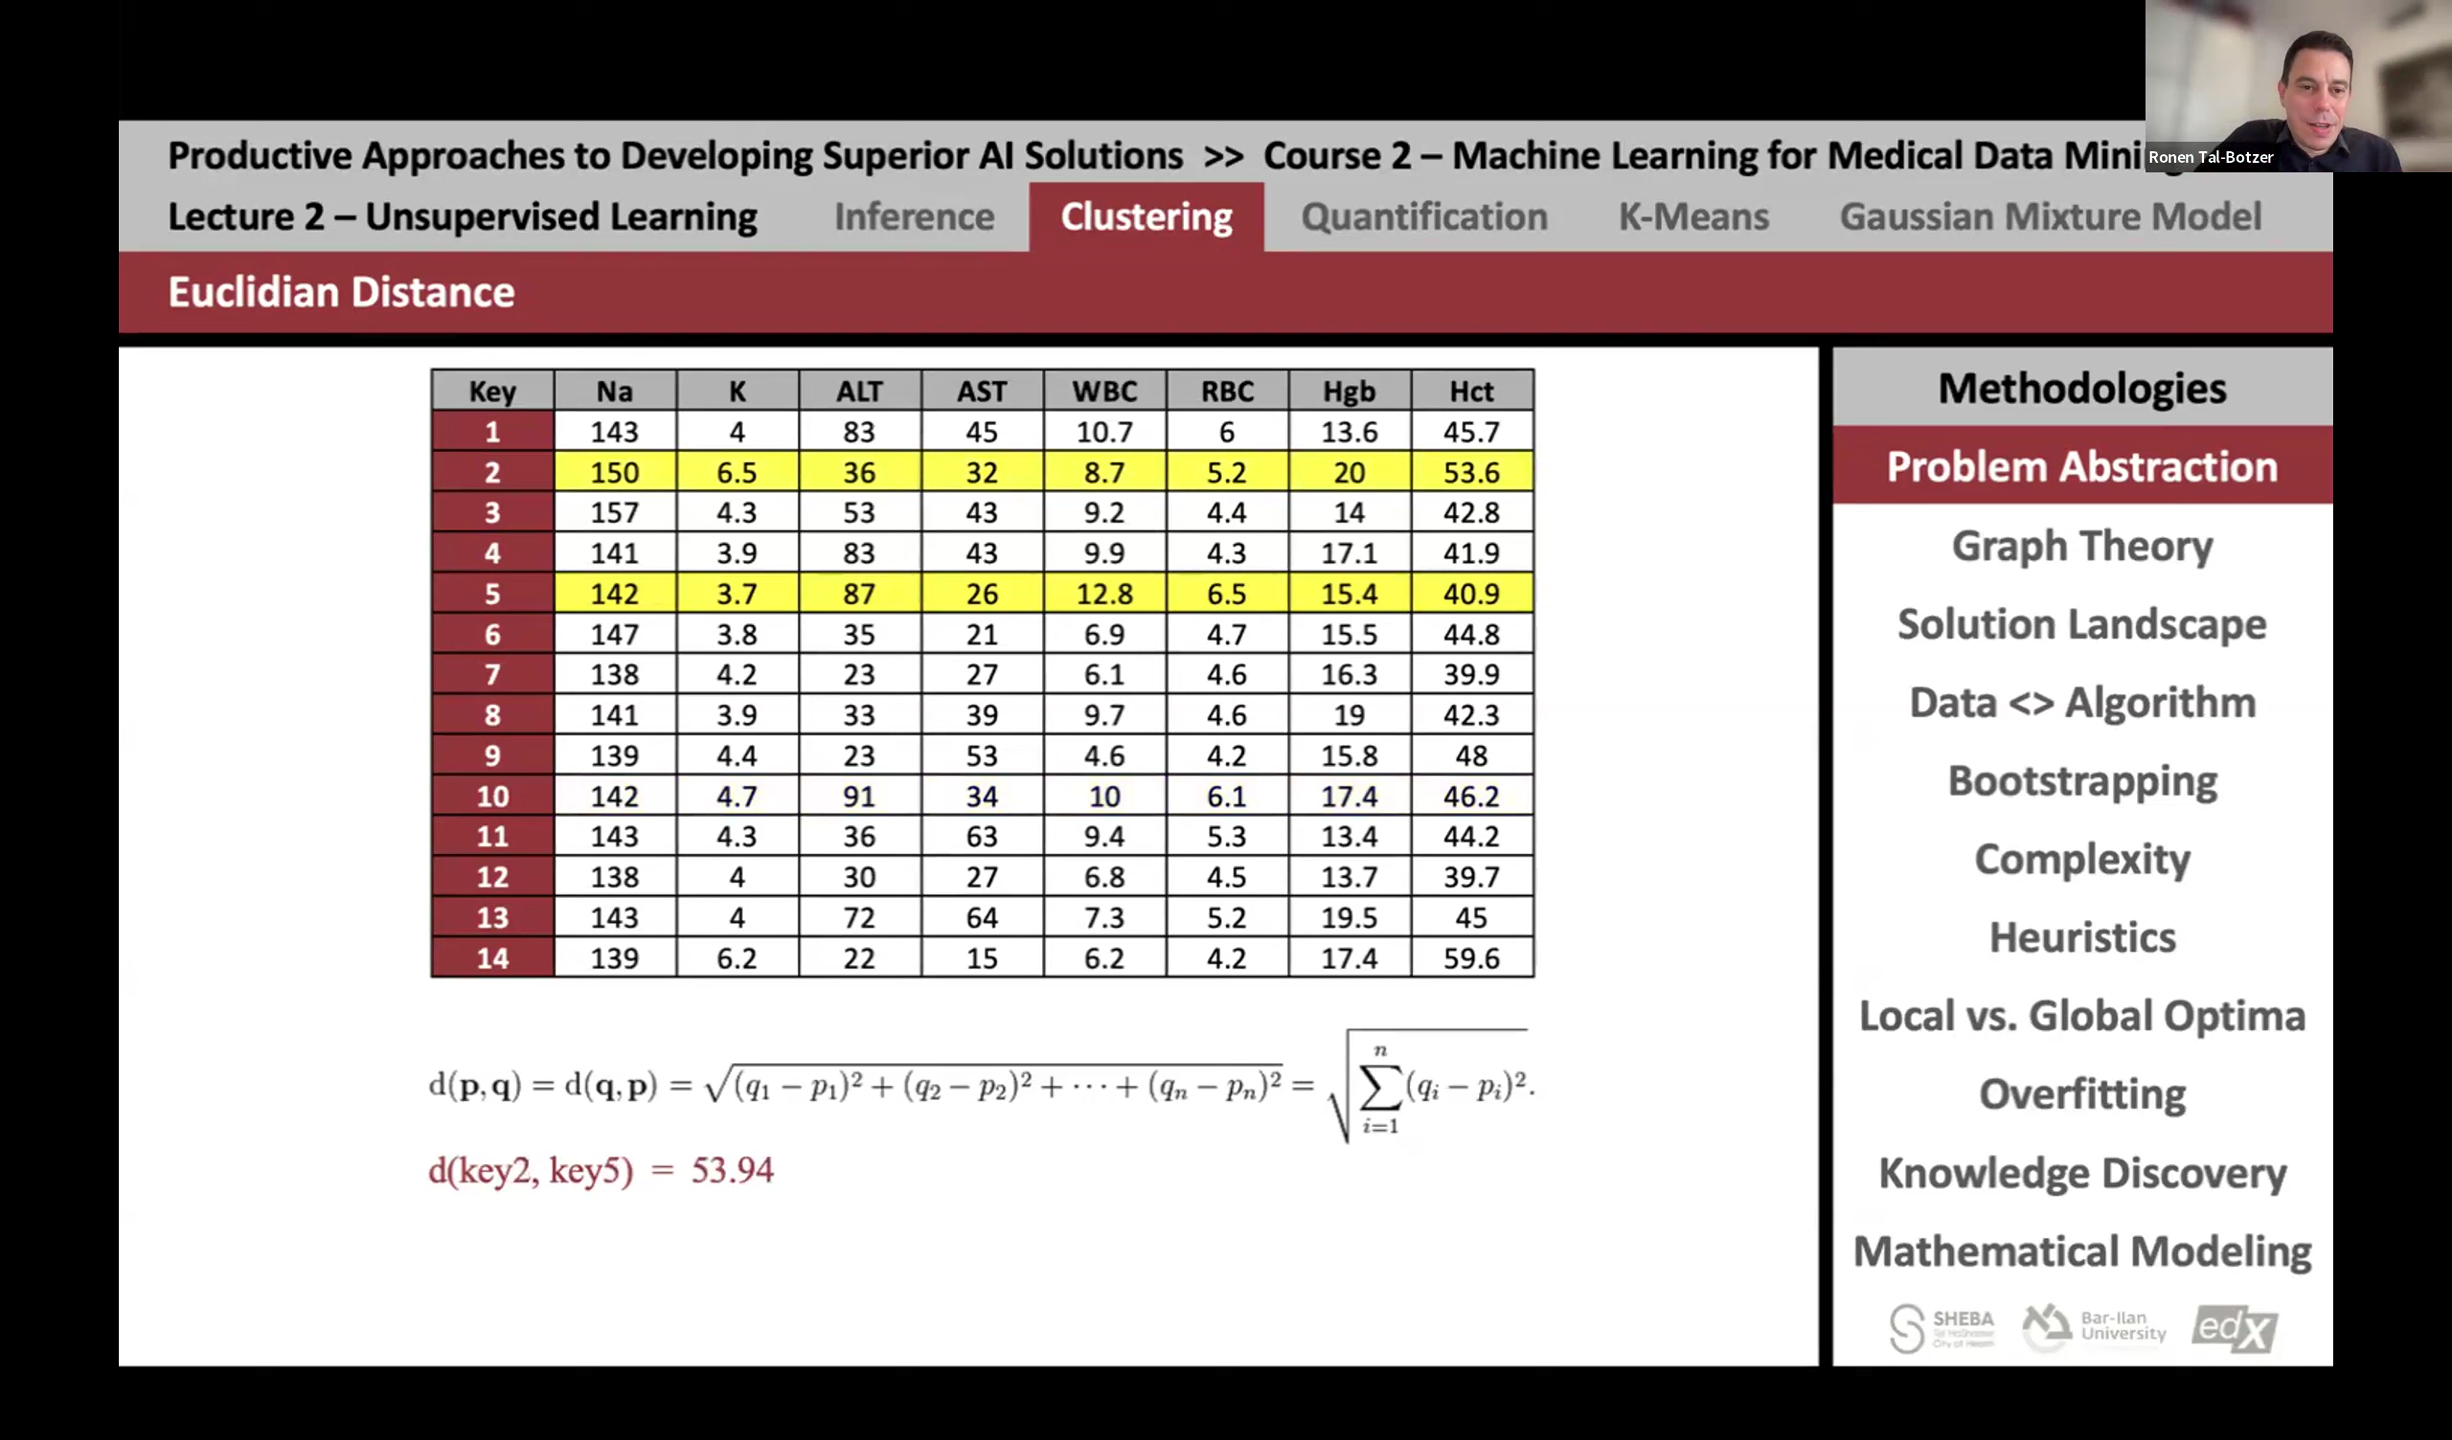 Productive Approaches to Developing Superior AI Solutions >> Course 2 – Machine Learning for Medical Data Mini
Ronen Tal-Botzer
Lecture 2 – Unsupervised Learning Inference Clustering Quantification K-Means Gaussian Mixture Model
Euclidian Distance
Key Na K ALT AST WBC RBC Hgb Hct
1 143 4 83 45 10.7 6 13.6 45.7
2 150 6.5 36 32 8.7 5.2 20 53.6
3 157 4.3 53 43 9.2 4.4 14 42.8
4 141 3.9 83 43 9.9 4.3 17.1 41.9
5 142 3.7 87 26 12.8 6.5 15.4 40.9
6 147 3.8 35 21 6.9 4.7 15.5 44.8
7 138 4.2 23 27 6.1 4.6 16.3 39.9
8 141 3.9 33 39 9.7 4.6 19 42.3
9 139 4.4 23 53 4.6 4.2 15.8 48
10 142 4.7 91 34 10 6.1 17.4 46.2
11 143 4.3 36 63 9.4 5.3 13.4 44.2
12 138 4 30 27 6.8 4.5 13.7 39.7
13 143 4 72 64 7.3 5.2 19.5 45
14 139 6.2 22 15 6.2 4.2 17.4 59.6
d(p,q) = d(q,p) = √(q₁ − p₁)² + (q₂ − p₂)² + ··· + (qₙ − pₙ)² = √∑ⁿᵢ₌₁(qᵢ − pᵢ)².
d(key2, key5) = 53.94
Methodologies
Problem Abstraction
Graph Theory
Solution Landscape
Data <> Algorithm
Bootstrapping
Complexity
Heuristics
Local vs. Global Optima
Overfitting
Knowledge Discovery
Mathematical Modeling
SHEBA
Bar-Ilan
University
edX